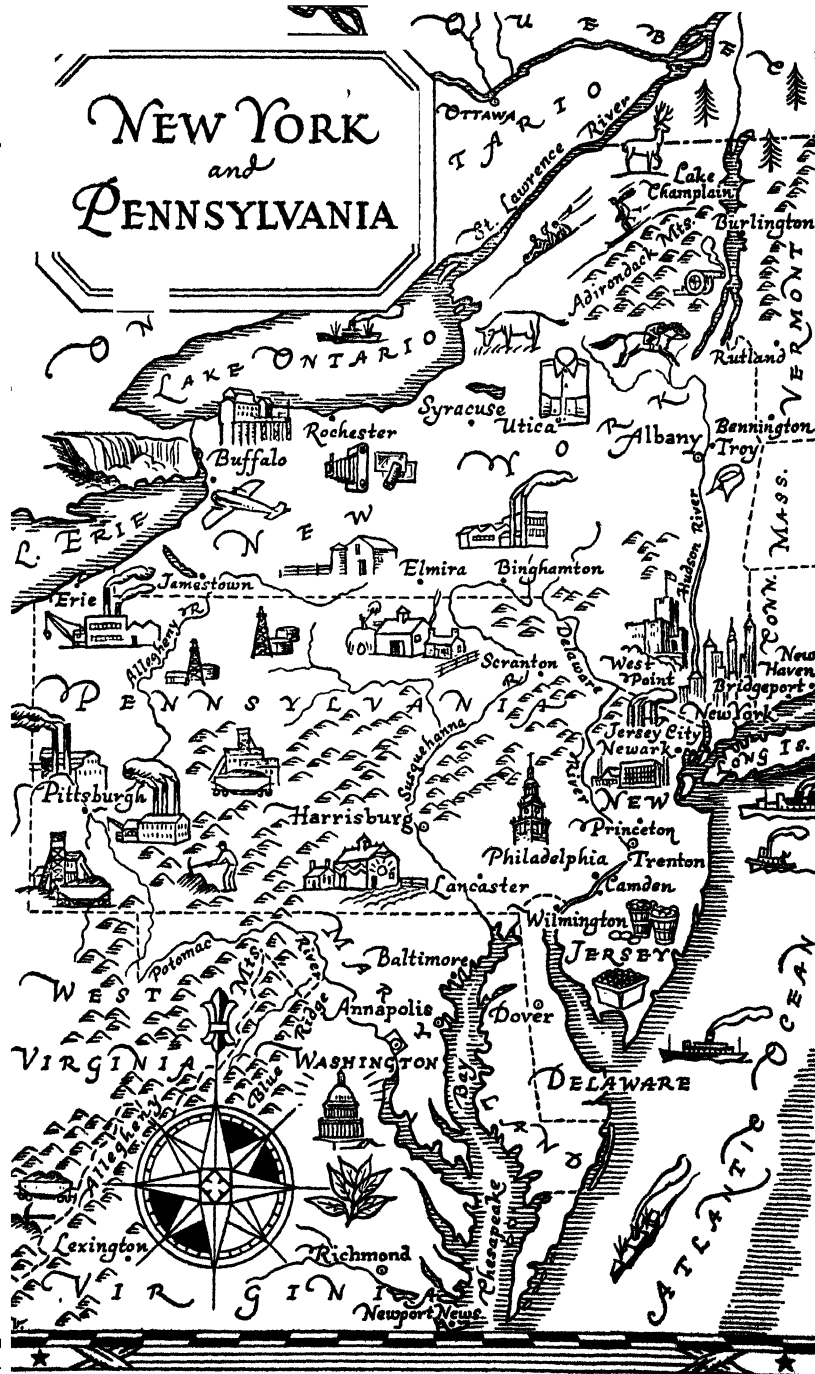 NEW YORK
and
PENNSYLVANIA
QUEBEC
OTTAWA
ONTARIO
St. Lawrence River
Lake
Champlain
Burlington
Adirondack Mts.
VERMONT
LAKE ONTARIO
Rutland
Syracuse
Utica
Rochester
Albany
Bennington
Troy
Buffalo
NEW YORK
MASS.
L. ERIE
Hudson River
Elmira
Binghamton
Jamestown
Erie
CONN.
Allegheny R.
Delaware River
Scranton
West
Point
New
Haven
Bridgeport
PENNSYLVANIA
New York
Jersey City
Newark
LONG IS.
Susquehanna R.
Pittsburgh
NEW
JERSEY
Harrisburg
Princeton
Philadelphia
Trenton
Lancaster
Camden
Wilmington
Potomac River
MARYLAND
Baltimore
WEST
VIRGINIA
Annapolis
Dover
WASHINGTON
Blue Ridge Mts.
DELAWARE
Allegheny
Chesapeake Bay
ATLANTIC OCEAN
Lexington
Richmond
VIRGINIA
Newport News